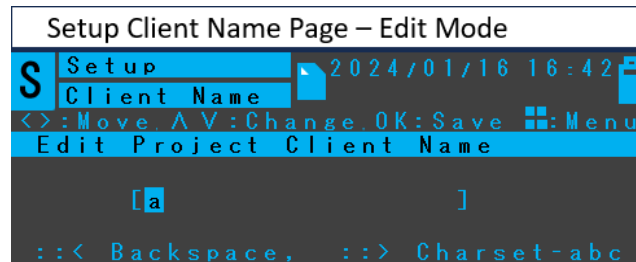 Setup Client Name Page – Edit Mode
S Setup 2024/01/16 16:42
Client Name
<>:Move.ΛV:Change.OK:Save :Menu
Edit Project Client Name
[a ]
::< Backspace, ::> Charset-abc